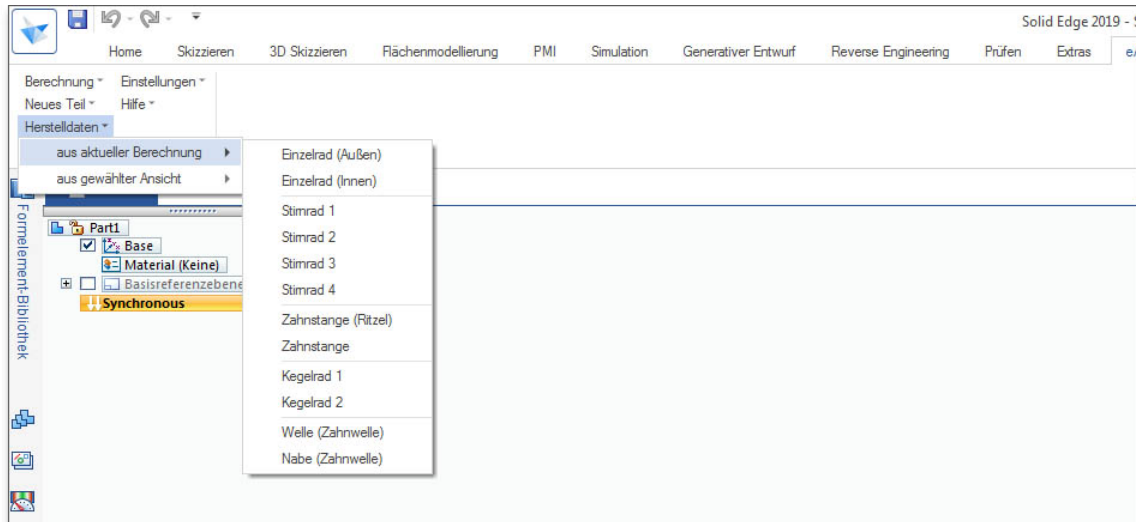 Solid Edge 2019 - S
Home Skizzieren 3D Skizzieren Flächenmodellierung PMI Simulation Generativer Entwurf Reverse Engineering Prüfen Extras eA
Berechnung Einstellungen
Neues Teil Hilfe
Herstelldaten
aus aktueller Berechnung
aus gewählter Ansicht
Einzelrad (Außen)
Einzelrad (Innen)
Stirnrad 1
Stirnrad 2
Stirnrad 3
Stirnrad 4
Zahnstange (Ritzel)
Zahnstange
Kegelrad 1
Kegelrad 2
Welle (Zahnwelle)
Nabe (Zahnwelle)
Formelement-Bibliothek
Part1
Base
Material (Keine)
Basisreferenzebene
Synchronous